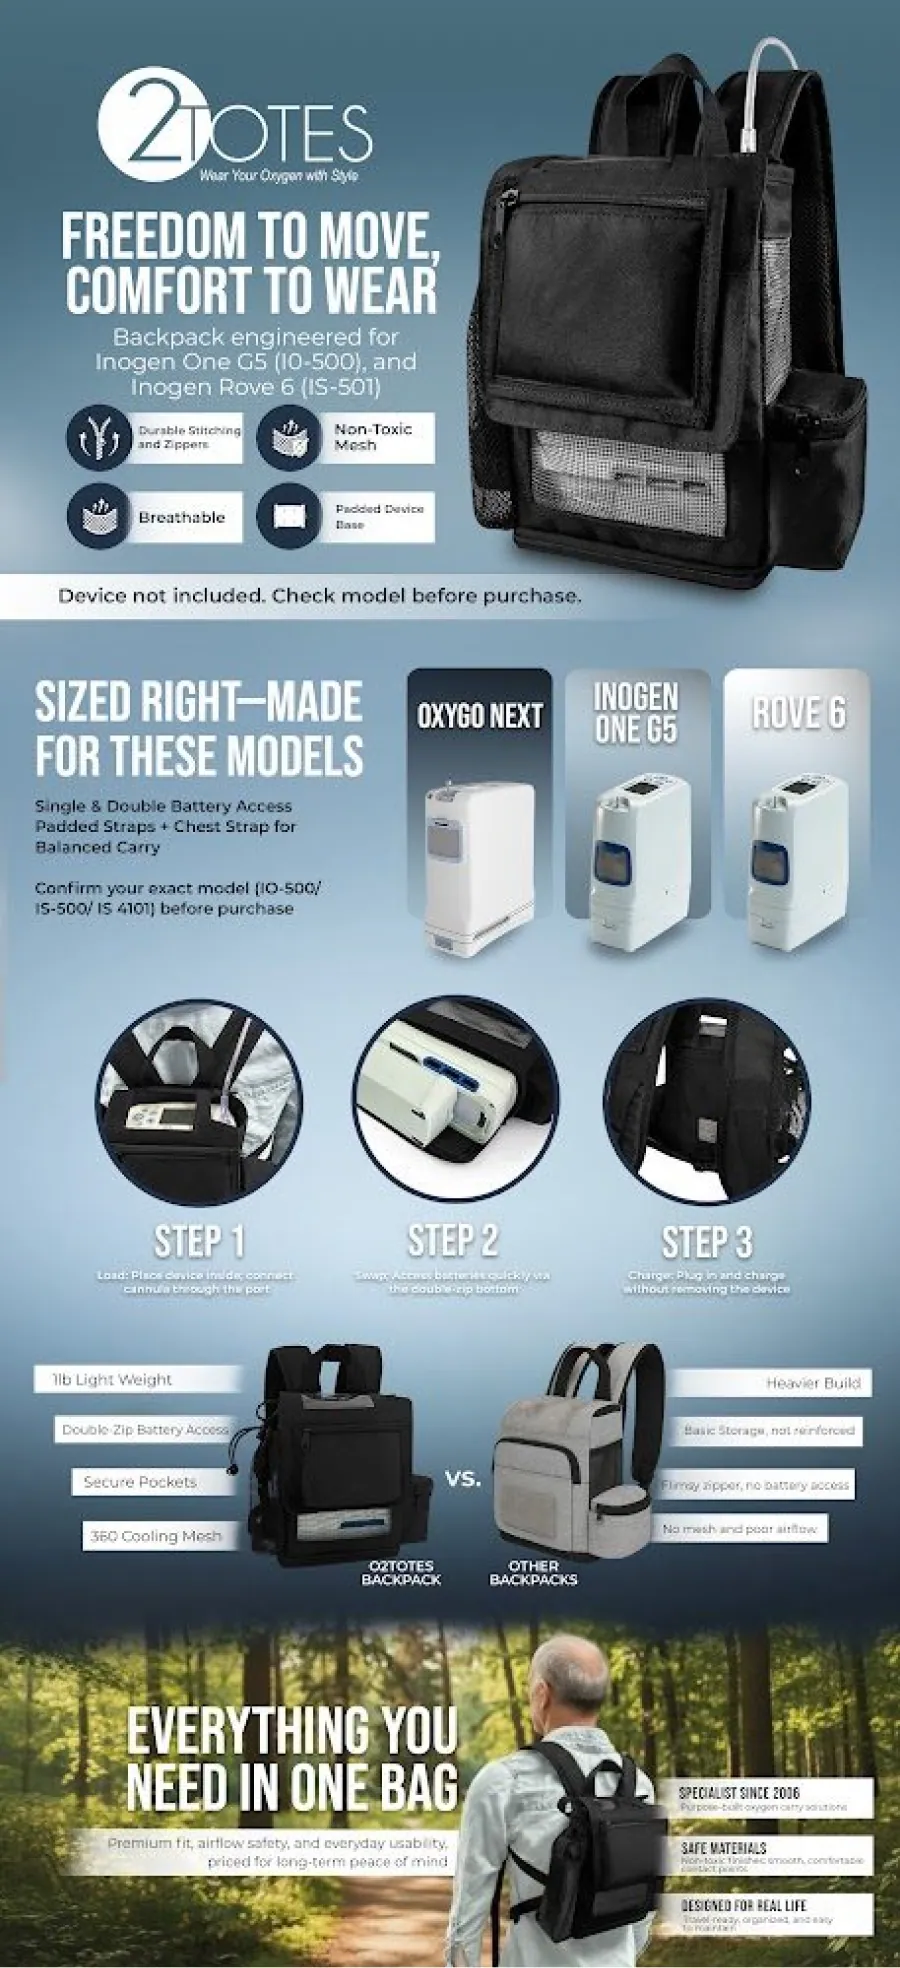 2TOTES
Wear Your Oxygen with Style
FREEDOM TO MOVE,
COMFORT TO WEAR
Backpack engineered for
Inogen One G5 (I0-500), and
Inogen Rove 6 (IS-501)
Durable Stitching
and Zippers
Non-Toxic
Mesh
Breathable
Padded Device
Base
Device not included. Check model before purchase.
SIZED RIGHT—MADE
FOR THESE MODELS
Single & Double Battery Access
Padded Straps + Chest Strap for
Balanced Carry
Confirm your exact model (IO-500/
IS-500/ IS 4101) before purchase
OXYGO NEXT
INOGEN
ONE G5
ROVE 6
STEP 1
Load: Place device inside; connect
cannula through the port
STEP 2
Swap: Access batteries quickly via
the double-zip bottom
STEP 3
Charge: Plug in and charge
without removing the device
1lb Light Weight
Double-Zip Battery Access
Secure Pockets
360 Cooling Mesh
VS.
Heavier Build
Basic Storage, not reinforced
Flimsy zipper, no battery access
No mesh and poor airflow.
O2TOTES
BACKPACK
OTHER
BACKPACKS
EVERYTHING YOU
NEED IN ONE BAG
Premium fit, airflow safety, and everyday usability,
priced for long-term peace of mind
SPECIALIST SINCE 2006
Purpose-built oxygen carry solutions
SAFE MATERIALS
Non-toxic finishes, smooth, comfortable
contact points
DESIGNED FOR REAL LIFE
Travel-ready, organized, and easy
to maintain